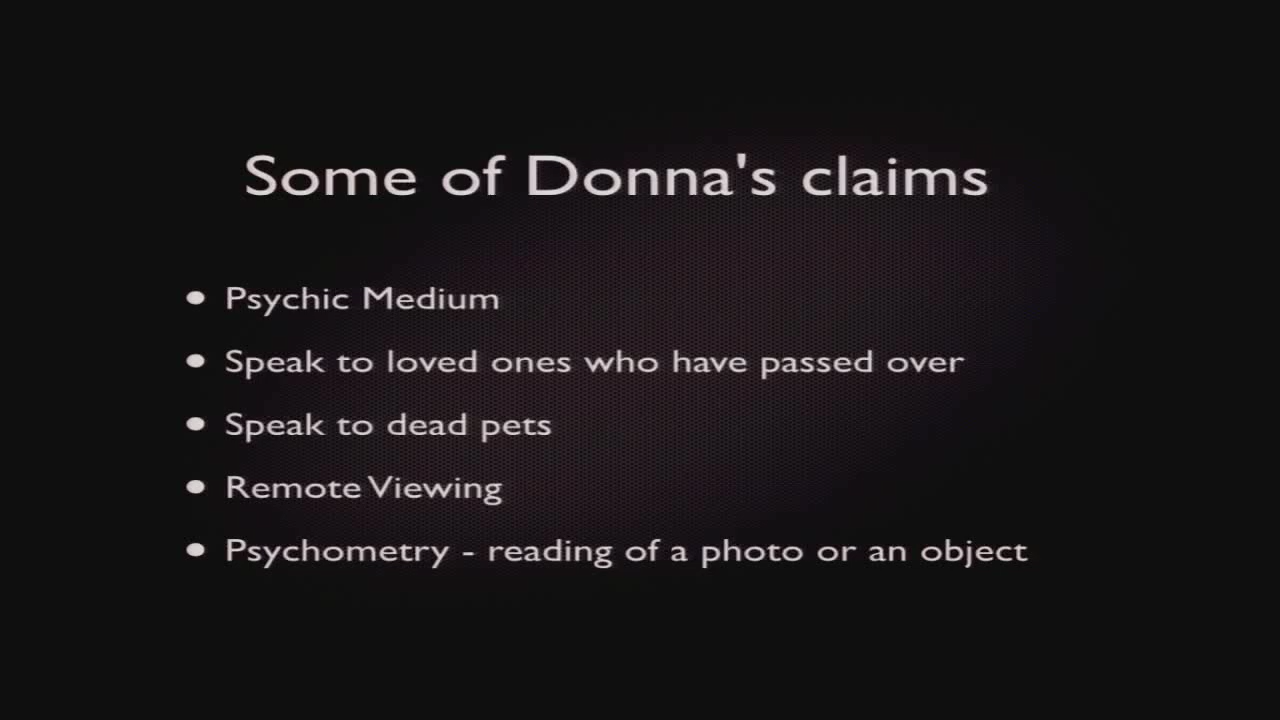 Some of Donna's claims
• Psychic Medium
• Speak to loved ones who have passed over
• Speak to dead pets
• Remote Viewing
• Psychometry - reading of a photo or an object